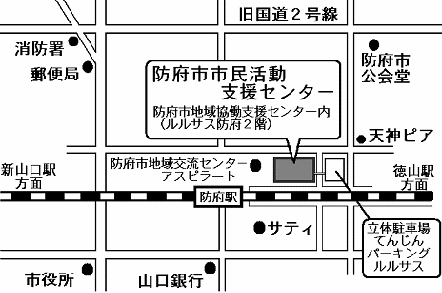 旧国道2号線
消防署
郵便局
防府市市民活動
支援センター
防府市地域協働支援センター内
（ルルサス防府2階）
防府市
公会堂
天神ピア
新山口駅
方面
防府市地域交流センター
アスピラート
徳山駅
方面
防府駅
サティ
立体駐車場
てんじん
パーキング
ルルサス
市役所
山口銀行